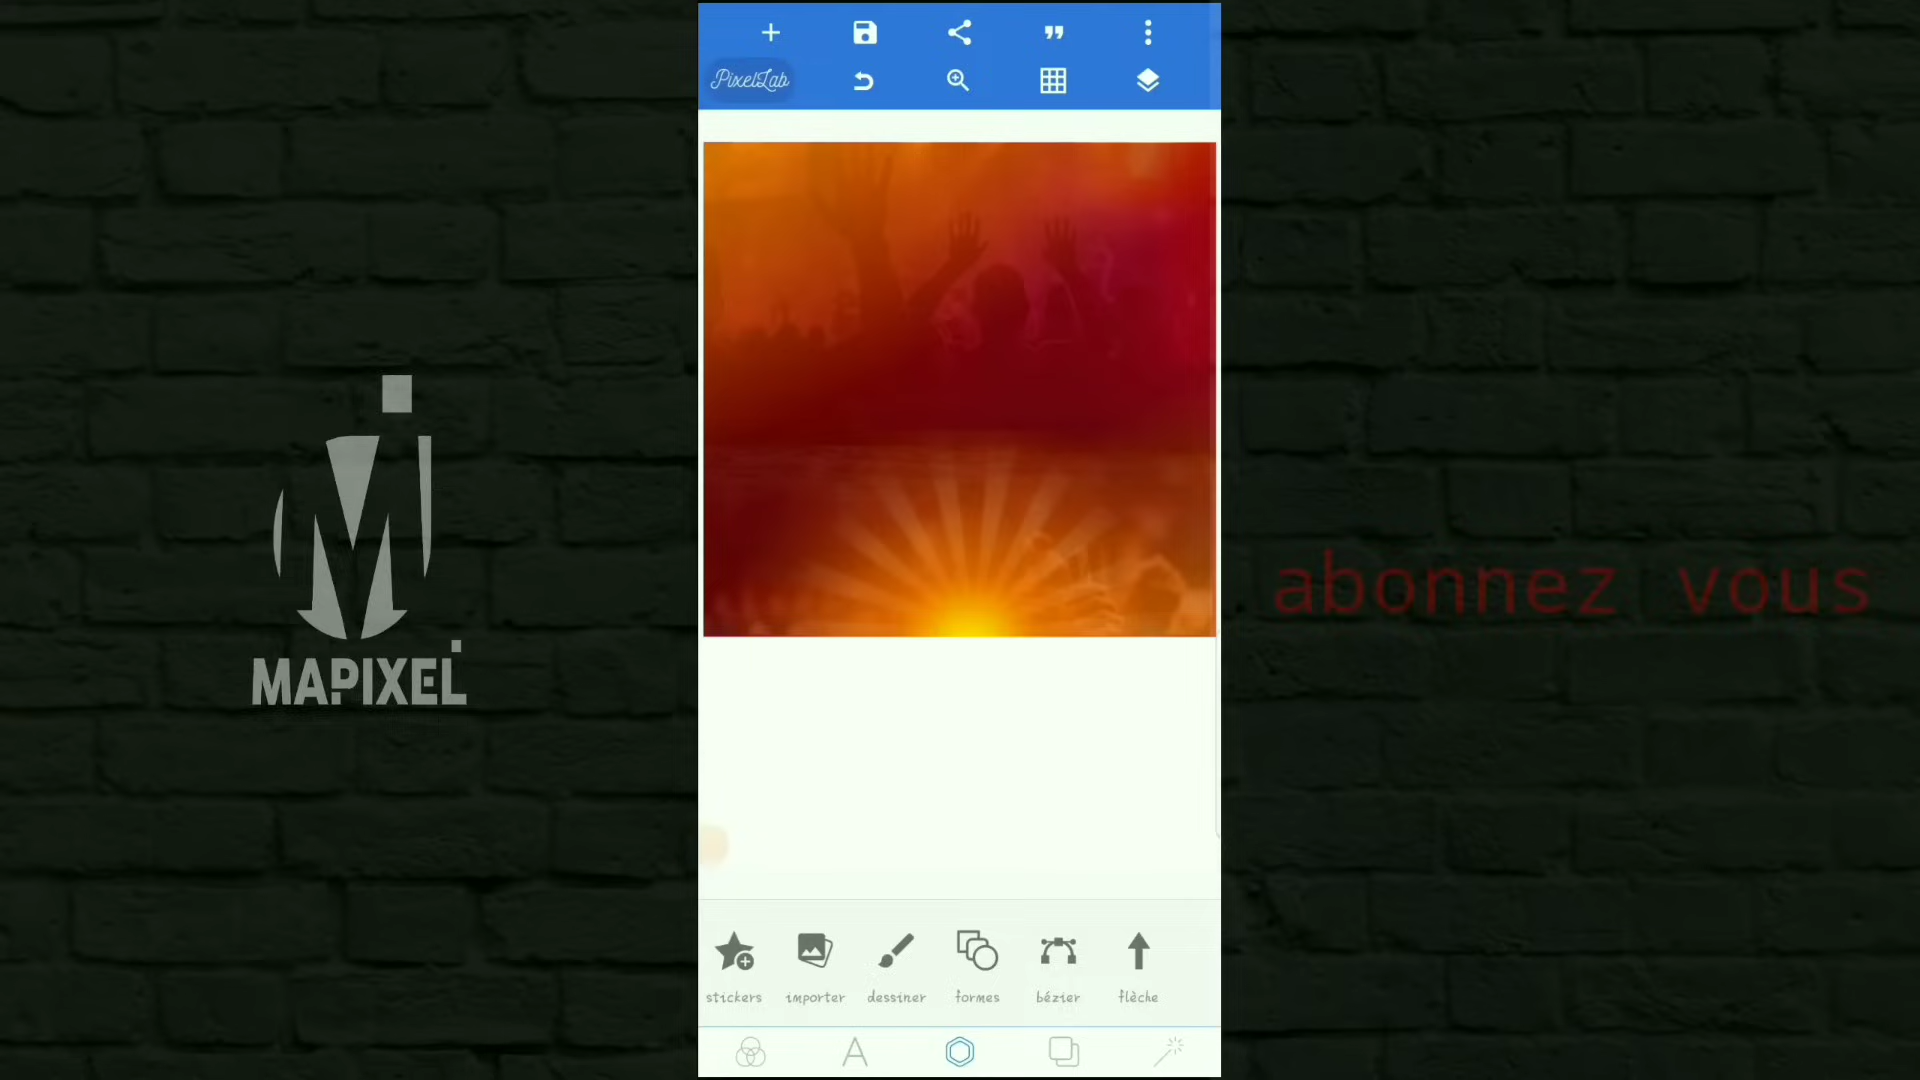 PixelLab
MAPIXEL
abonnez vous
stickers importer dessiner formes bézier flèche